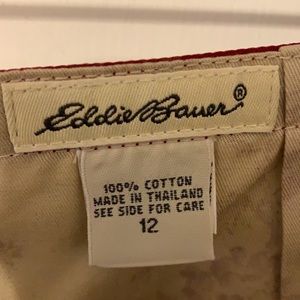 Eddie Bauer®
100% COTTON
MADE IN THAILAND
SEE SIDE FOR CARE
12